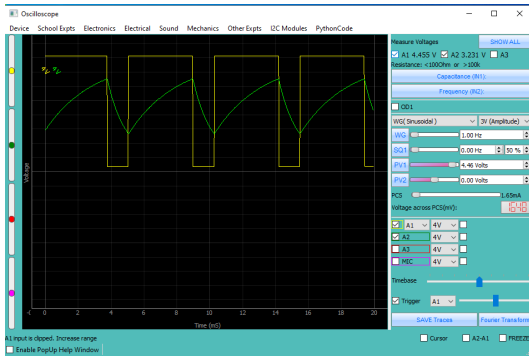 Oscilloscope
Device School Expts Electronics Electrical Sound Mechanics Other Expts I2C Modules PythonCode
Measure Voltages SHOW ALL
A1 4.455 V A2 3.231 V A3
Resistance: <100Ohm or >100k
Capacitance (IN1):
Frequency (IN2):
OD1
WG( Sinusoidal ) 3V (Amplitude)
WG 1.00 Hz
SQ1 0.00 Hz 50 %
PV1 4.46 Volts
PV2 0.00 Volts
PCS 1.65mA
Voltage across PCS(mV):
A1 4V
A2 4V
A3 4V
MIC 4V
Timebase
Trigger A1
SAVE Traces Fourier Transform
Voltage
0 2 4 6 8 10 12 14 16 18 20
Time (mS)
A1 input is clipped. Increase range
Cursor A2-A1 FREEZE
Enable PopUp Help Window